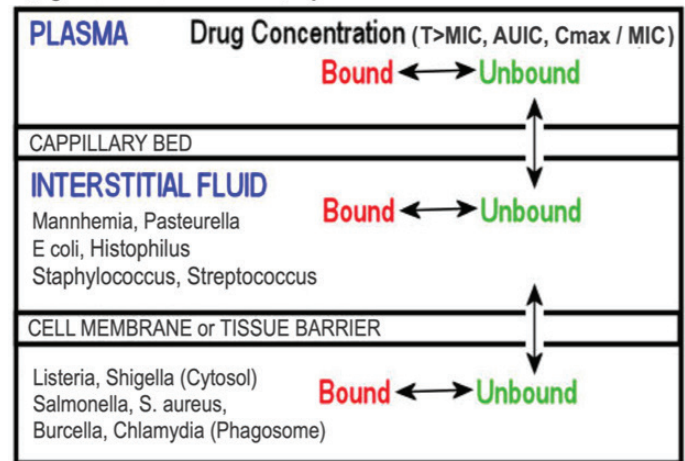 PLASMA Drug Concentration (T>MIC, AUIC, Cmax / MIC)
Bound Unbound
CAPPILLARY BED
INTERSTITIAL FLUID
Bound Unbound
Mannhemia, Pasteurella
E coli, Histophilus
Staphylococcus, Streptococcus
CELL MEMBRANE or TISSUE BARRIER
Listeria, Shigella (Cytosol)
Bound Unbound
Salmonella, S. aureus,
Burcella, Chlamydia (Phagosome)